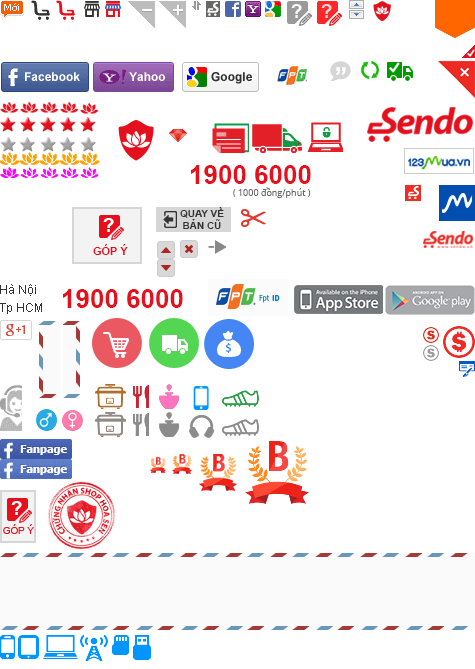 Mới
Facebook
Yahoo
Google
FPT
Sendo
1900 6000
( 1000 đồng/phút )
123mua.vn
GÓP Ý
QUAY VỀ
BẢN CŨ
Sendo
Hà Nội
Tp HCM
1900 6000
FPT Fpt ID
Available on the iPhone
App Store
ANDROID APP ON
Google play
g+1
B
B
B
B
Fanpage
Fanpage
GÓP Ý
CHỨNG NHẬN SHOP HOA SEN